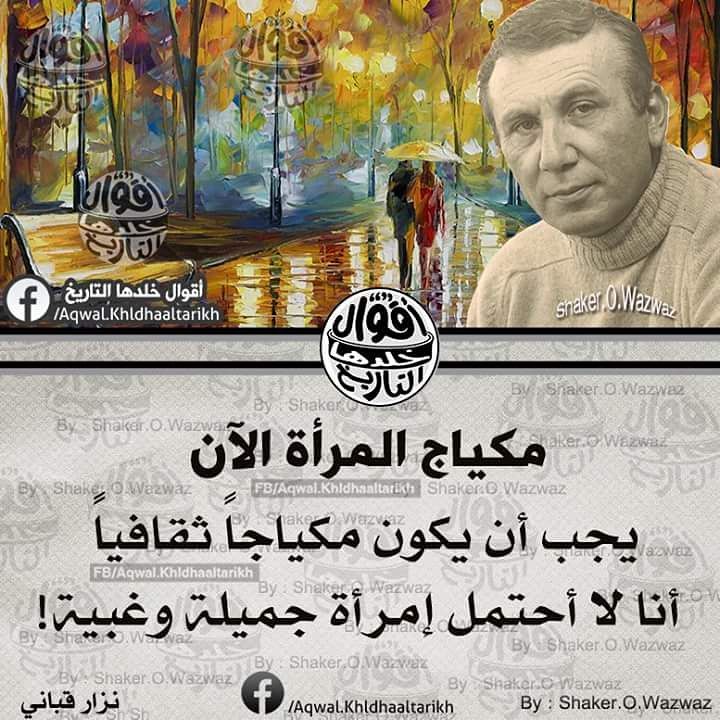 أقوال خلدها التاريخ
/Aqwal.Khldhaaltarikh
Shaker.O.Wazwaz
أقوال
خلدها
التاريخ
مكياج المرأة الآن
يجب أن يكون مكياجاً ثقافياً
أنا لا أحتمل إمرأة جميلة وغبية!
FB/Aqwal.Khldhaaltarikh
FB/Aqwal.Khldhaaltarikh
نزار قباني
/Aqwal.Khldhaaltarikh
By : Shaker.O.Wazwaz